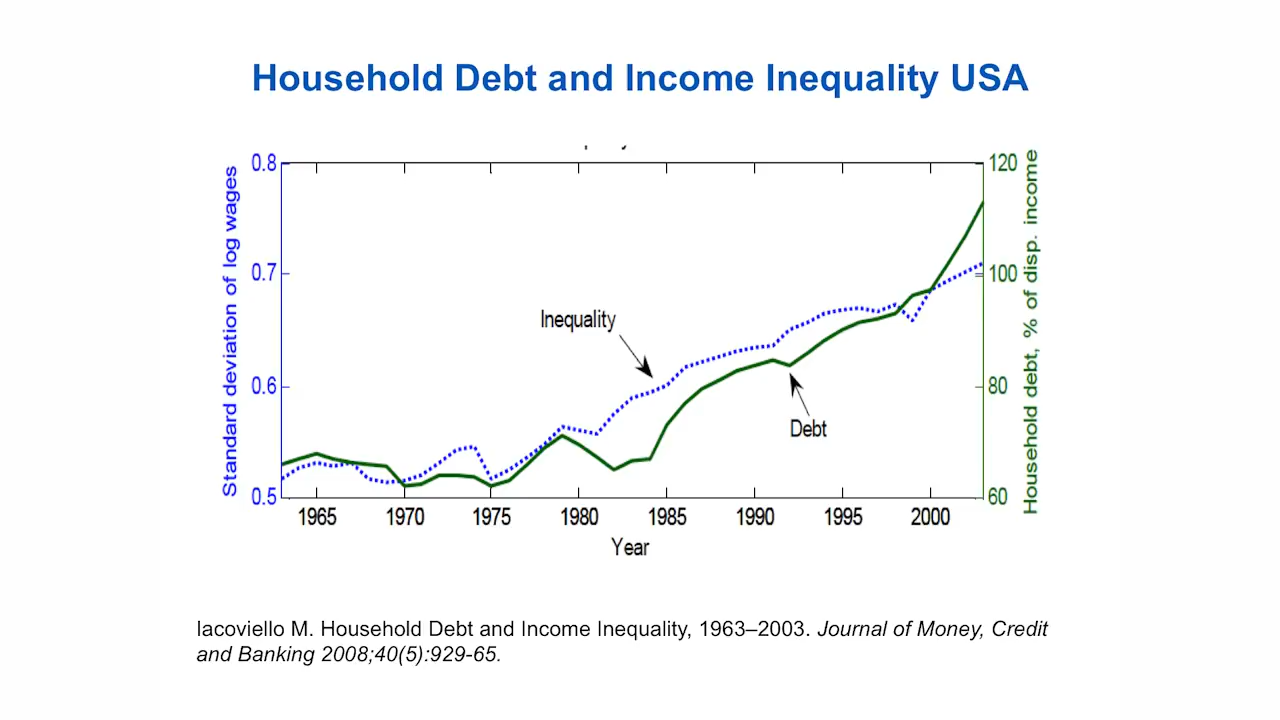 Household Debt and Income Inequality USA
0.8
0.7
0.6
0.5
Standard deviation of log wages
120
100
80
60
Household debt, % of disp. income
Inequality
Debt
1965 1970 1975 1980 1985 1990 1995 2000
Year
Iacoviello M. Household Debt and Income Inequality, 1963–2003. Journal of Money, Credit
and Banking 2008;40(5):929-65.